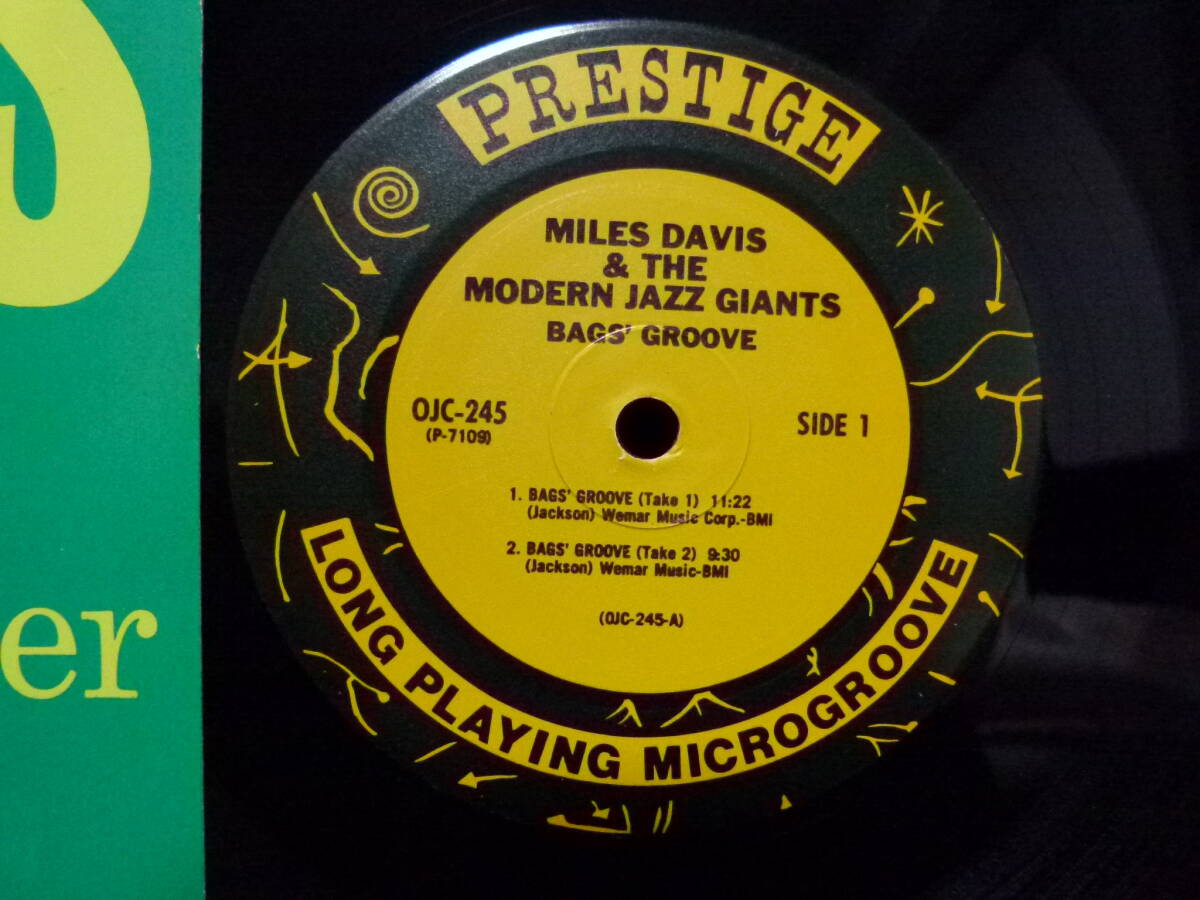 PRESTIGE
MILES DAVIS
& THE
MODERN JAZZ GIANTS
BAGS' GROOVE
OJC-245
(P-7109)
SIDE 1
1. BAGS' GROOVE (Take 1) 11:22
(Jackson) Wemar Music Corp.-BMI
2. BAGS' GROOVE (Take 2) 9:30
(Jackson) Wemar Music-BMI
(OJC-245-A)
LONG PLAYING MICROGROOVE
er